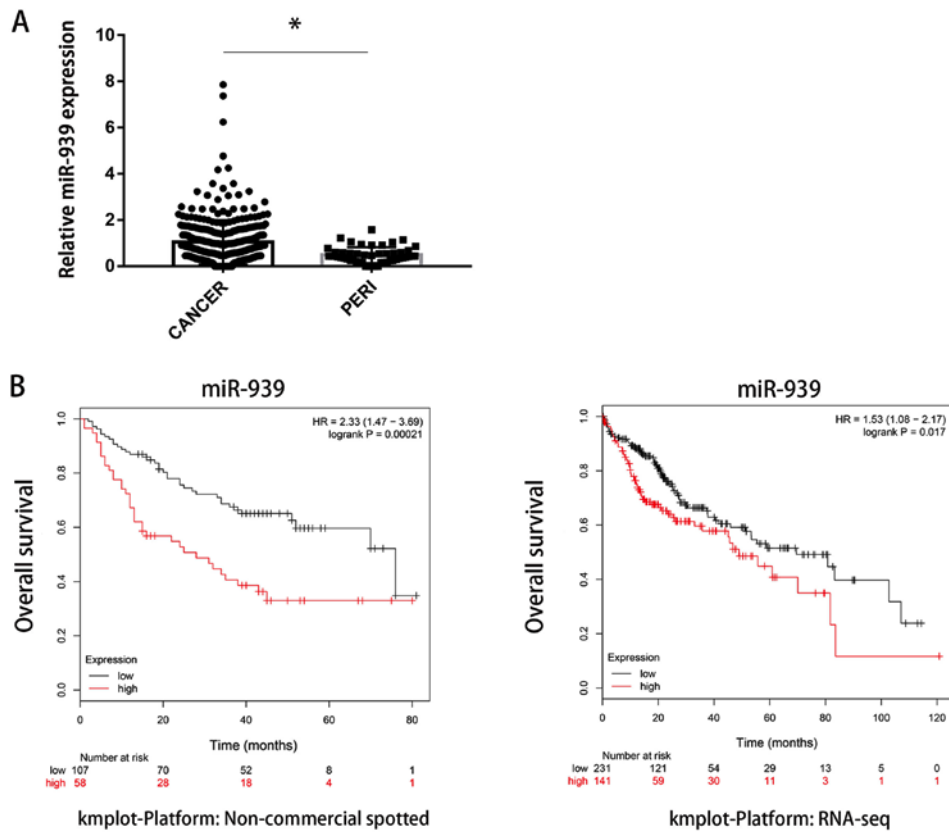 A
*
Relative miR-939 expression
10
8
6
4
2
0
CANCER
PERI
B
miR-939
HR = 2.33 (1.47 − 3.69)
logrank P = 0.00021
Overall survival
1.0
0.8
0.6
0.4
0.2
0.0
Expression
low
high
0 20 40 60 80
Time (months)
Number at risk
low 107 70 52 8 1
high 58 28 18 4 1
kmplot-Platform: Non-commercial spotted
miR-939
HR = 1.53 (1.08 − 2.17)
logrank P = 0.017
Overall survival
1.0
0.8
0.6
0.4
0.2
0.0
Expression
low
high
0 20 40 60 80 100 120
Time (months)
Number at risk
low 231 121 54 29 13 5 0
high 141 59 30 11 3 1 1
kmplot-Platform: RNA-seq